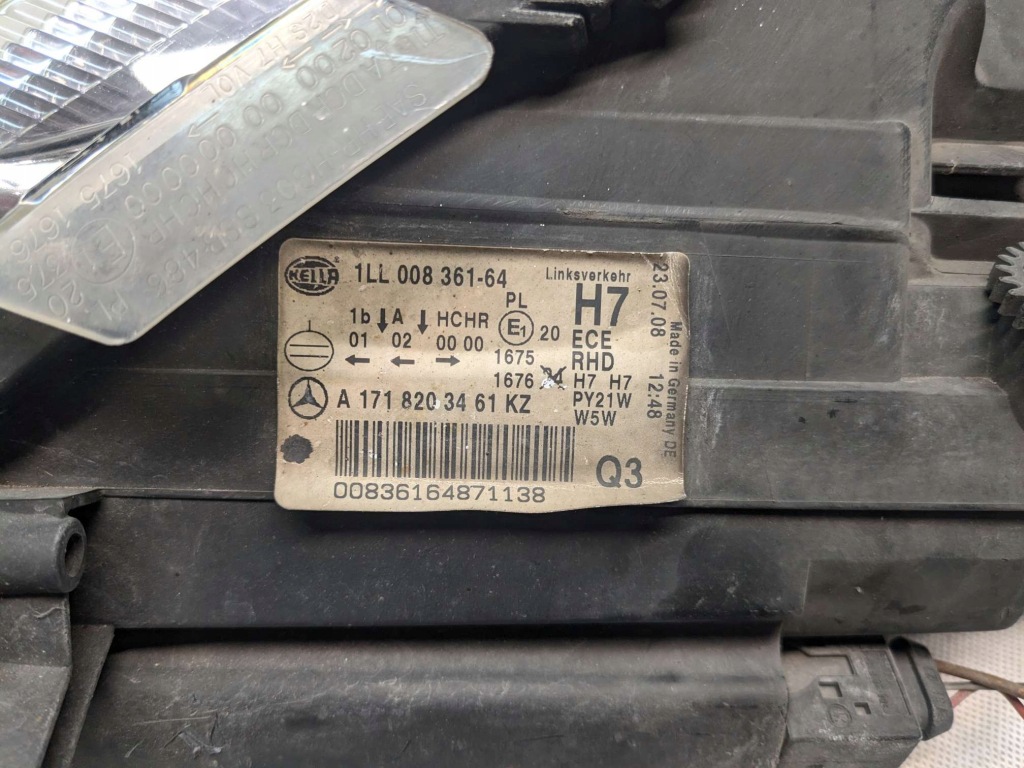 HELLA
1LL 008 361-64
Linksverkehr
H7
PL
1b A HCHR
E1 20
01 02 00 00
← ← →
1675
1676
ECE
RHD
H7 H7
PY21W
W5W
A 171 820 34 61 KZ
00836164871138
Q3
23.07.08 12:48
Made in Germany DE